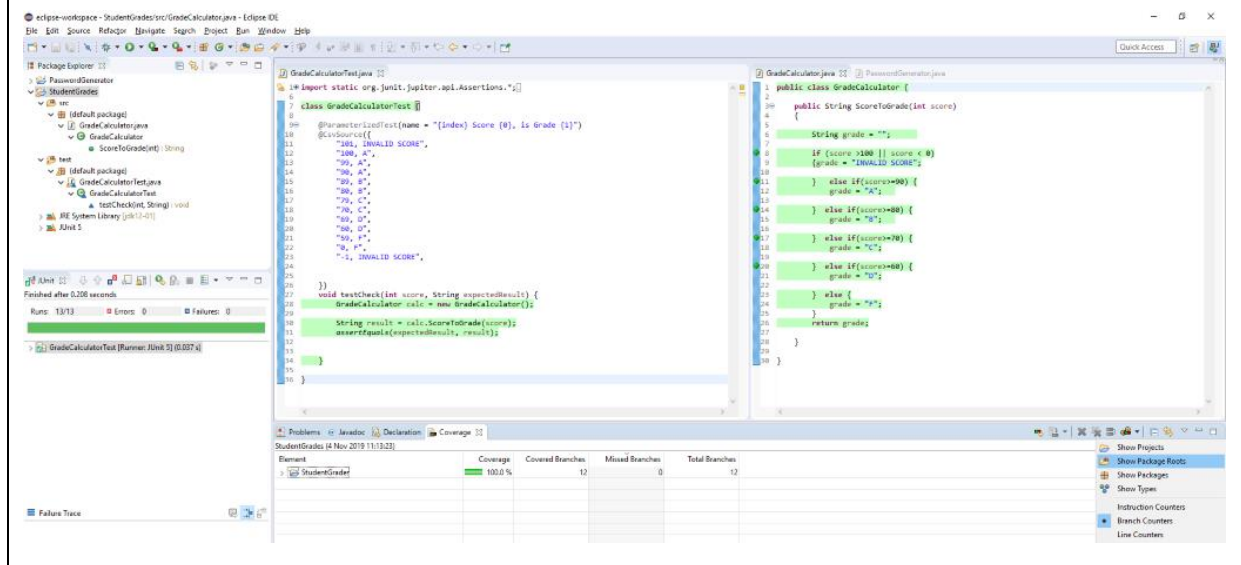 eclipse-workspace - StudentGrades/src/GradeCalculator.java - Eclipse IDE
File Edit Source Refactor Navigate Search Project Run Window Help
Quick Access
Package Explorer
PasswordGenerator
StudentGrades
src
(default package)
GradeCalculator.java
GradeCalculator
ScoreToGrade(int) : String
test
(default package)
GradeCalculatorTest.java
GradeCalculatorTest
testCheck(int, String) : void
JRE System Library [jdk12-01]
JUnit 5
JUnit
Finished after 0.208 seconds
Runs: 13/13 Errors: 0 Failures: 0
GradeCalculatorTest [Runner: JUnit 5] (0.037 s)
Failure Trace
GradeCalculatorTest.java
1 import static org.junit.jupiter.api.Assertions.*;
6
7 class GradeCalculatorTest {
8
9 @ParameterizedTest(name = "{index} Score {0}, is Grade {1}")
10 @CsvSource({
11 "101, INVALID SCORE",
12 "100, A",
13 "99, A",
14 "90, A",
15 "89, B",
16 "80, B",
17 "79, C",
18 "70, C",
19 "69, D",
20 "60, D",
21 "59, F",
22 "0, F",
23 "-1, INVALID SCORE",
24
25
26 })
27 void testCheck(int score, String expectedResult) {
28 GradeCalculator calc = new GradeCalculator();
29
30 String result = calc.ScoreToGrade(score);
31 assertEquals(expectedResult, result);
32
33
34 }
35
36 }
GradeCalculator.java PasswordGenerator.java
1 public class GradeCalculator {
2
3 public String ScoreToGrade(int score)
4 {
5
6 String grade = "";
7
8 if (score >100 || score < 0)
9 {grade = "INVALID SCORE";
10
11 } else if(score>=90) {
12 grade = "A";
13
14 } else if(score>=80) {
15 grade = "B";
16
17 } else if(score>=70) {
18 grade = "C";
19
20 } else if(score>=60) {
21 grade = "D";
22
23 } else {
24 grade = "F";
25 }
26 return grade;
27
28 }
29
30 }
Problems Javadoc Declaration Coverage
StudentGrades (4 Nov 2019 11:13:23)
Element Coverage Covered Branches Missed Branches Total Branches
StudentGrades 100.0 % 12 0 12
Show Projects
Show Package Roots
Show Packages
Show Types
Instruction Counters
Branch Counters
Line Counters